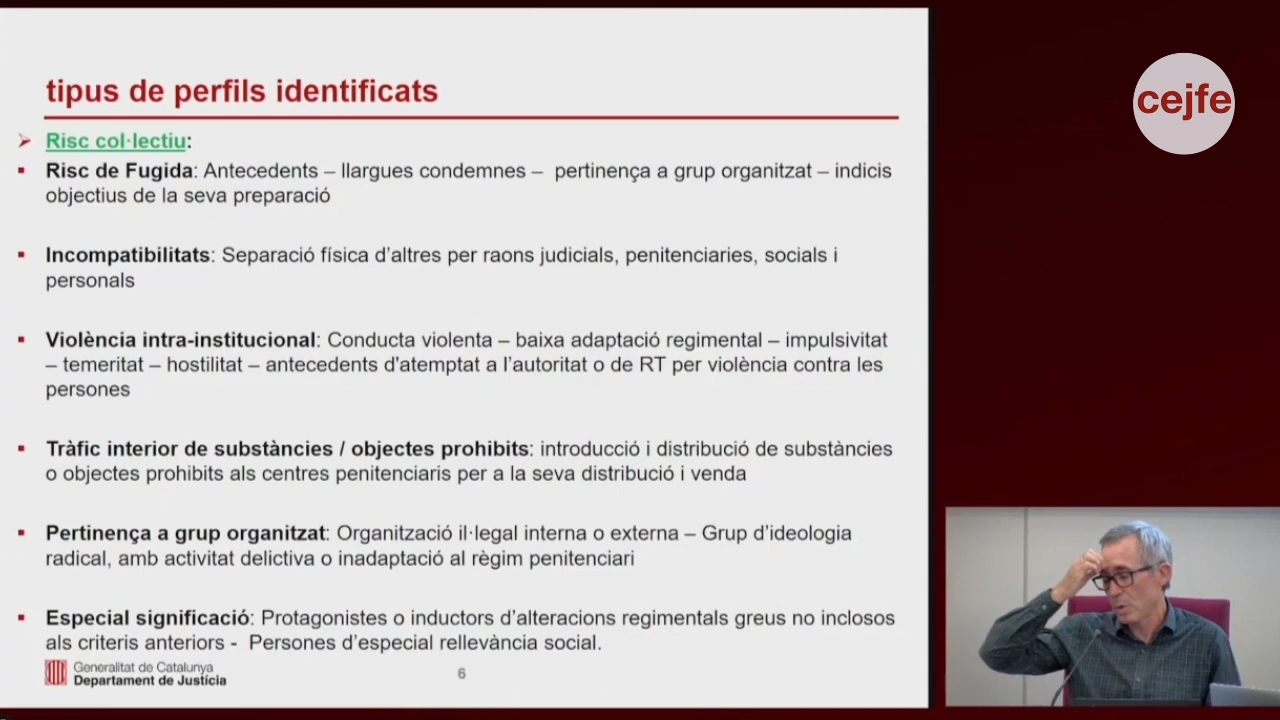 tipus de perfils identificats
cejfe
Risc col·lectiu:
Risc de Fugida: Antecedents – llargues condemnes – pertinença a grup organitzat – indicis
objectius de la seva preparació
Incompatibilitats: Separació física d’altres per raons judicials, penitenciaries, socials i
personals
Violència intra-institucional: Conducta violenta – baixa adaptació regimental – impulsivitat
– temeritat – hostilitat – antecedents d'atemptat a l’autoritat o de RT per violència contra les
persones
Tràfic interior de substàncies / objectes prohibits: introducció i distribució de substàncies
o objectes prohibits als centres penitenciaris per a la seva distribució i venda
Pertinença a grup organitzat: Organització il·legal interna o externa – Grup d’ideologia
radical, amb activitat delictiva o inadaptació al règim penitenciari
Especial significació: Protagonistes o inductors d’alteracions regimentals greus no inclosos
als criteris anteriors - Persones d’especial rellevància social.
Generalitat de Catalunya
Departament de Justícia
6